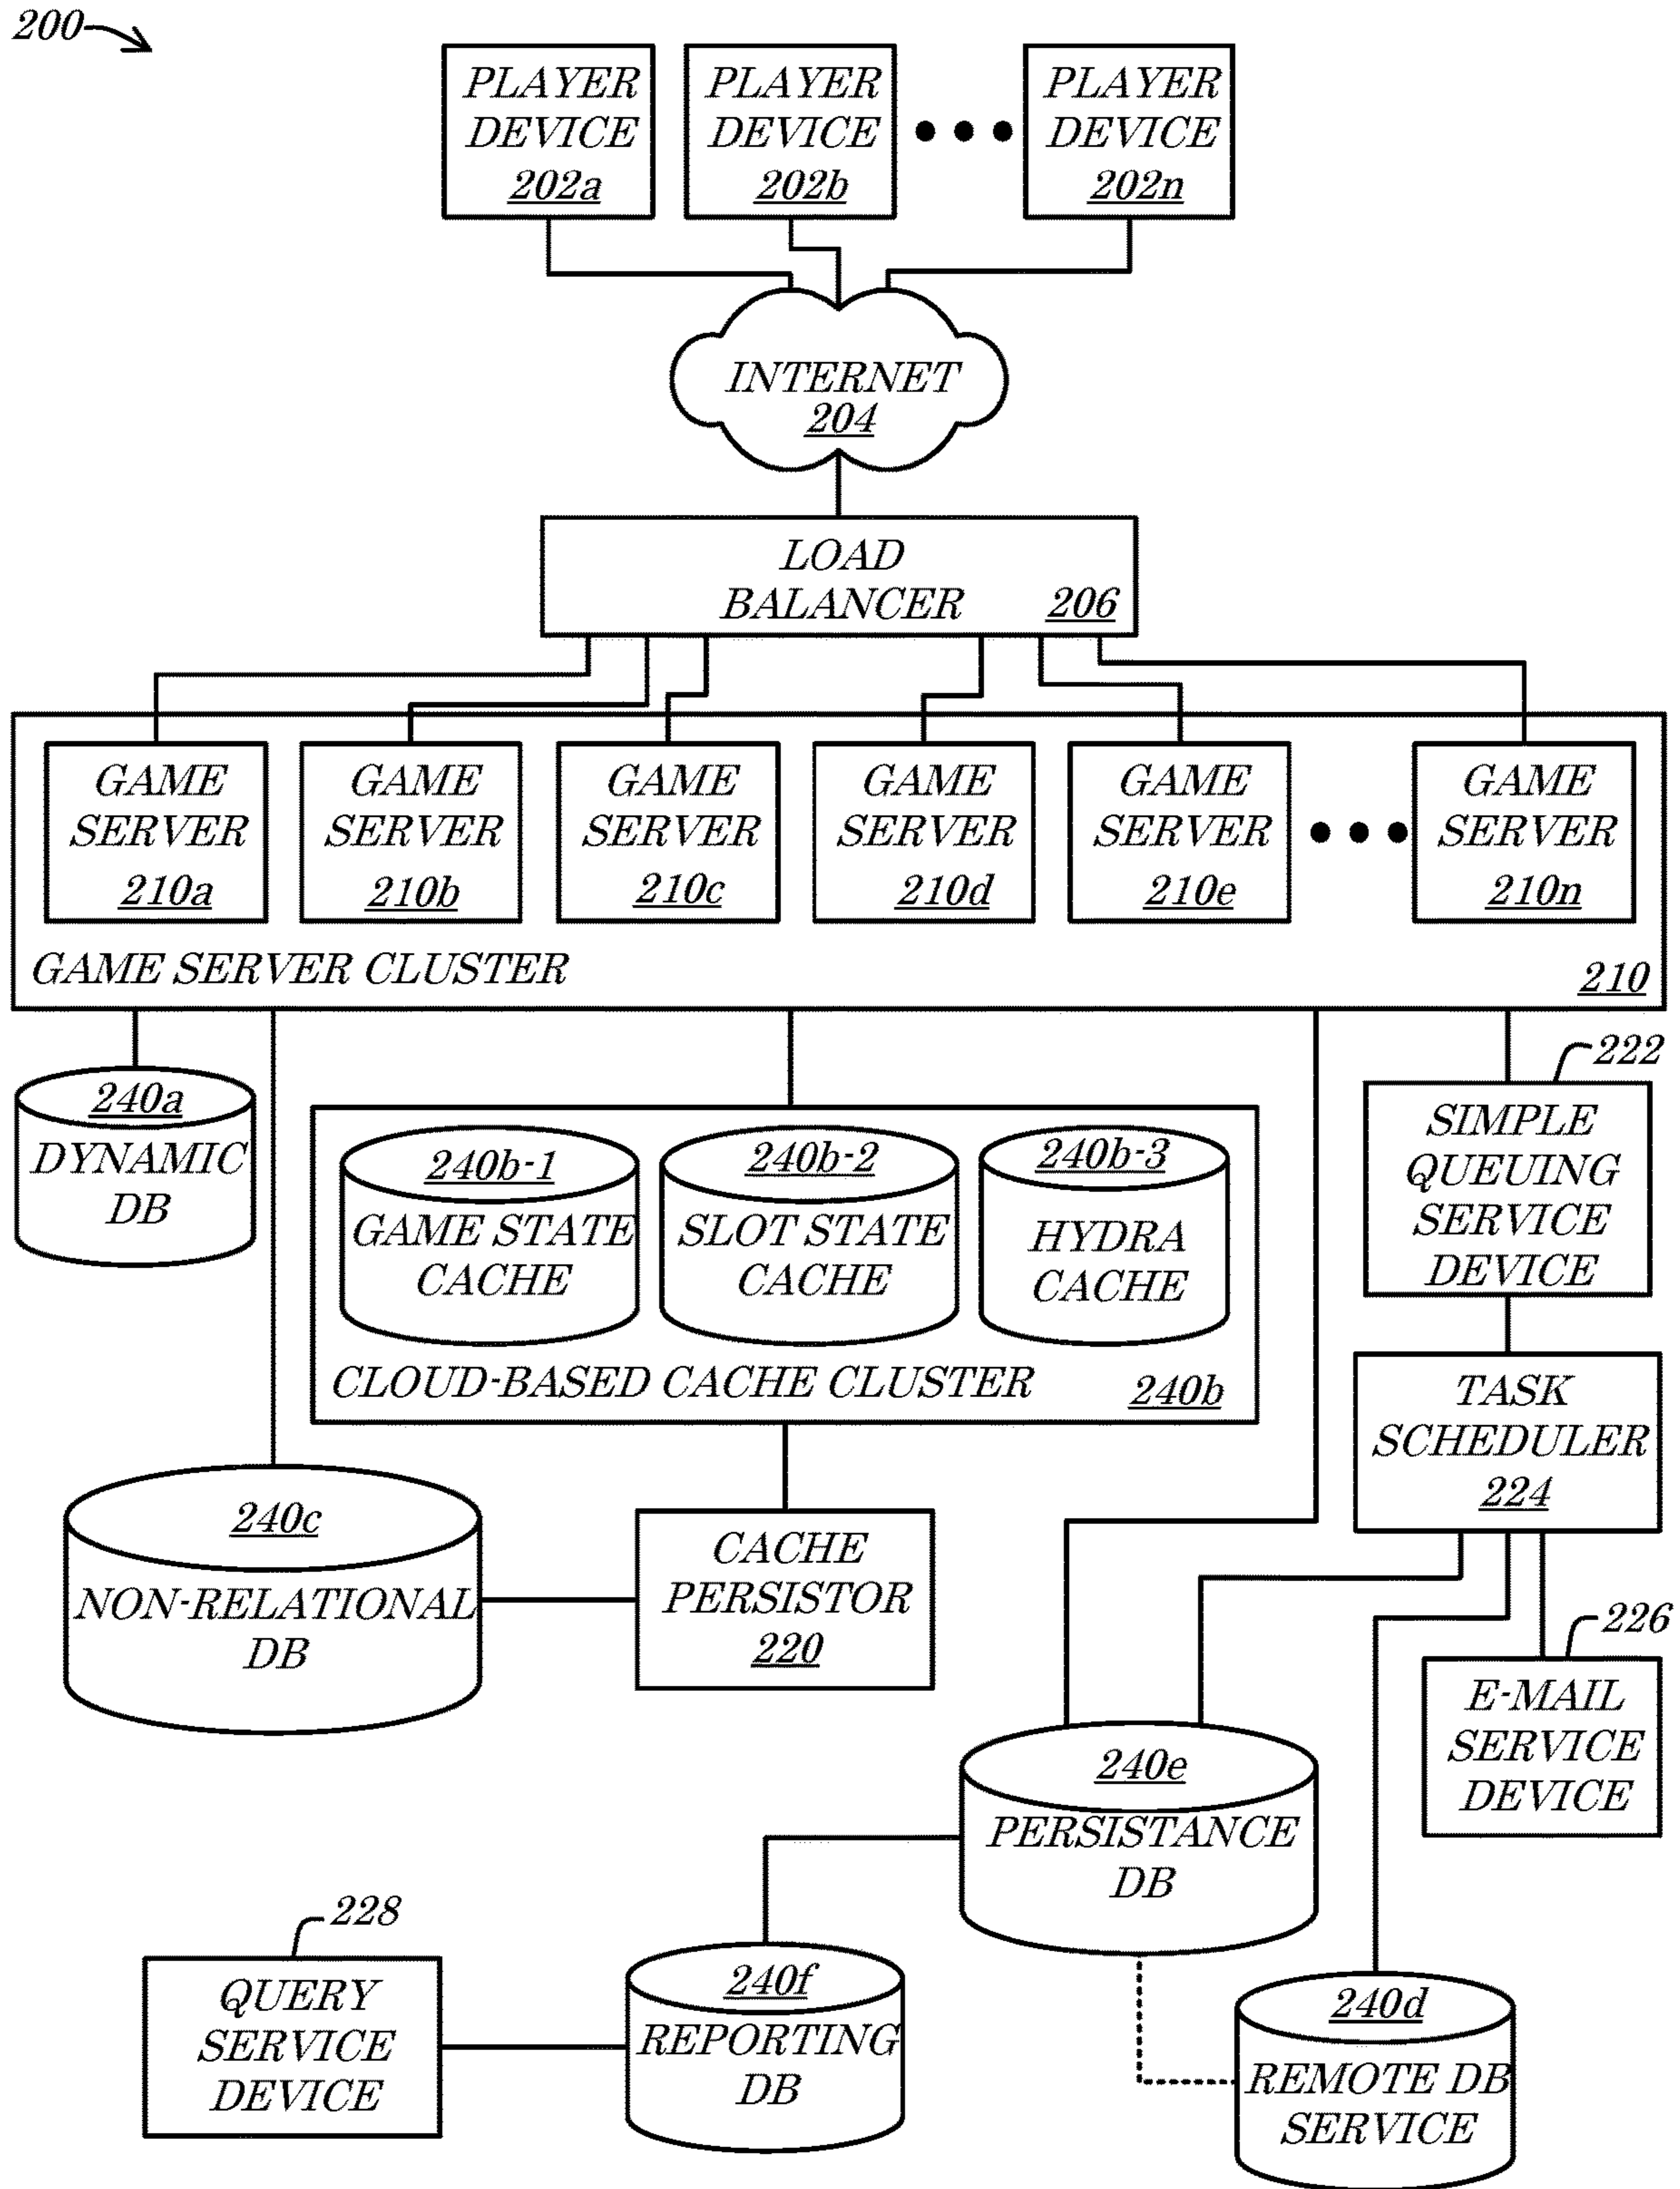 200
PLAYER
DEVICE
202a
PLAYER
DEVICE
202b
PLAYER
DEVICE
202n
INTERNET
204
LOAD
BALANCER
206
GAME
SERVER
210a
GAME
SERVER
210b
GAME
SERVER
210c
GAME
SERVER
210d
GAME
SERVER
210e
GAME
SERVER
210n
GAME SERVER CLUSTER
210
240a
DYNAMIC
DB
240b-1
GAME STATE
CACHE
240b-2
SLOT STATE
CACHE
240b-3
HYDRA
CACHE
CLOUD-BASED CACHE CLUSTER
240b
222
SIMPLE
QUEUING
SERVICE
DEVICE
TASK
SCHEDULER
224
240c
NON-RELATIONAL
DB
CACHE
PERSISTOR
220
226
E-MAIL
SERVICE
DEVICE
240e
PERSISTANCE
DB
228
QUERY
SERVICE
DEVICE
240f
REPORTING
DB
240d
REMOTE DB
SERVICE